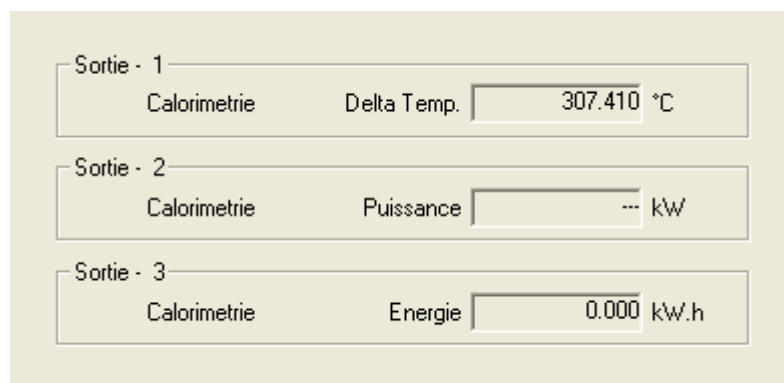 Sortie - 1
Calorimetrie Delta Temp. 307.410 °C
Sortie - 2
Calorimetrie Puissance --- kW
Sortie - 3
Calorimetrie Energie 0.000 kW.h